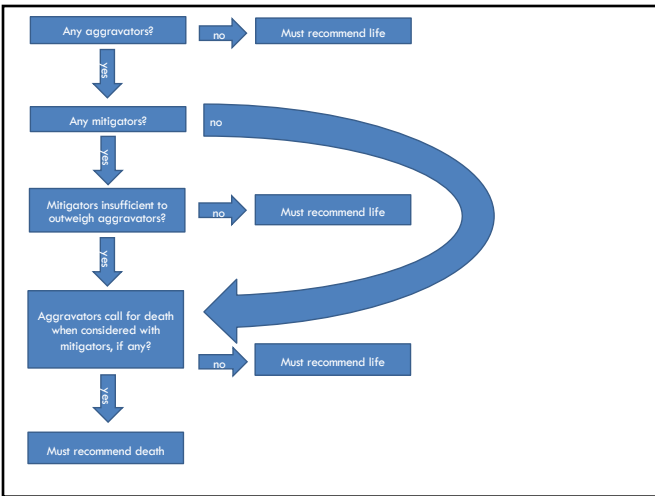 Any aggravators?
no
Must recommend life
yes
Any mitigators?
no
yes
Mitigators insufficient to
outweigh aggravators?
no
Must recommend life
yes
Aggravators call for death
when considered with
mitigators, if any?
no
Must recommend life
yes
Must recommend death